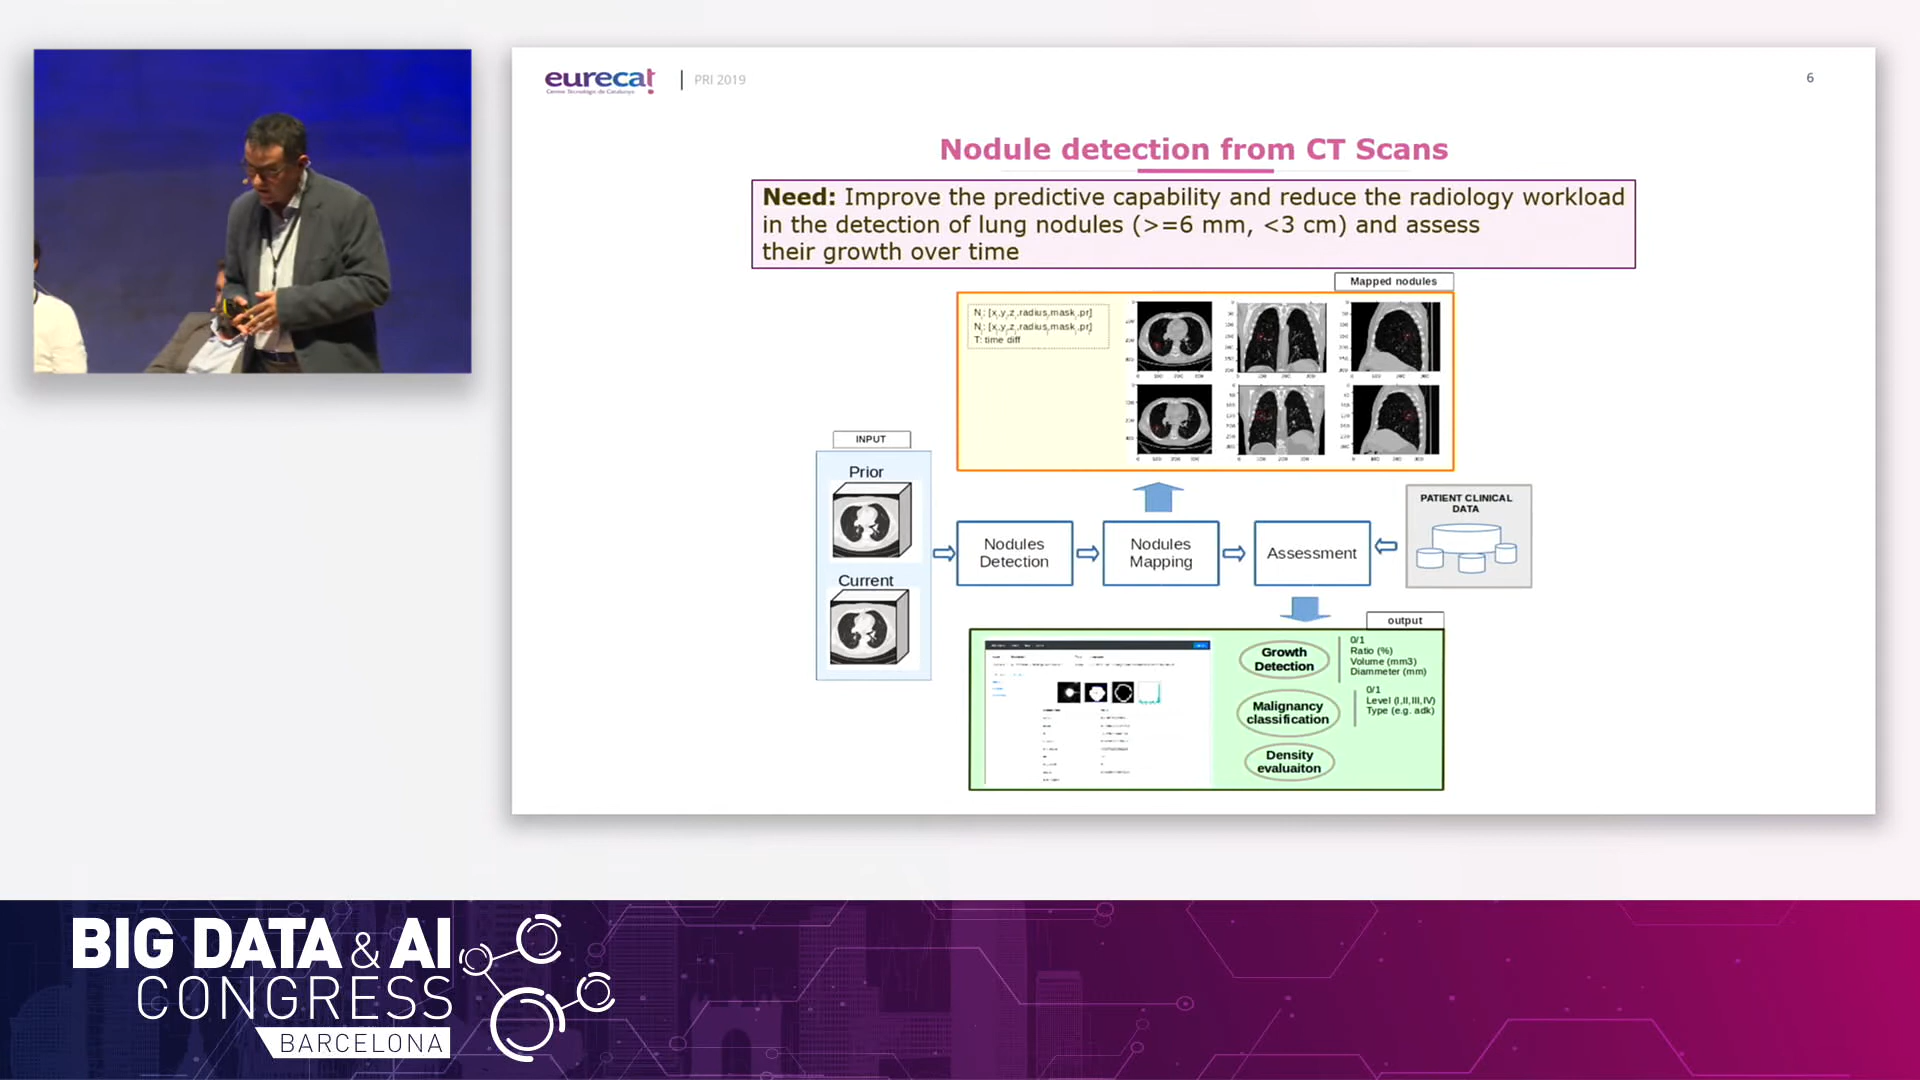 eurecat
Centre Tecnològic de Catalunya
PRI 2019
6
Nodule detection from CT Scans
Need: Improve the predictive capability and reduce the radiology workload
in the detection of lung nodules (>=6 mm, <3 cm) and assess
their growth over time
Mapped nodules
T: time diff
INPUT
Prior
Current
Nodules
Detection
Nodules
Mapping
Assessment
PATIENT CLINICAL
DATA
output
Growth
Detection
0/1
Ratio (%)
Volume (mm3)
Diammeter (mm)
Malignancy
classification
0/1
Level (I,II,III,IV)
Type (e.g. adk)
Density
evaluaiton
BIG DATA & AI
CONGRESS
BARCELONA